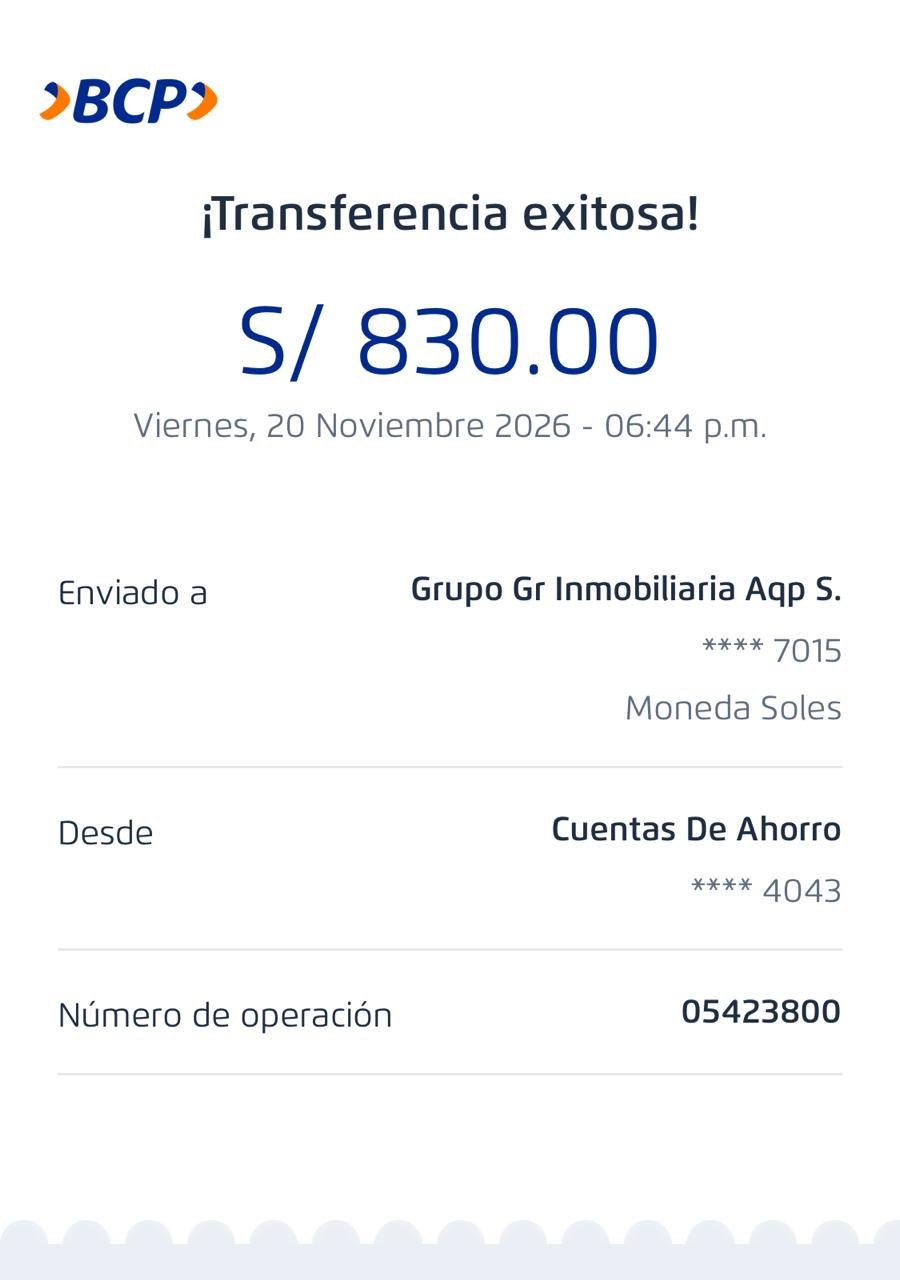 BCP
¡Transferencia exitosa!
S/ 830.00
Viernes, 20 Noviembre 2026 - 06:44 p.m.
Enviado a
Grupo Gr Inmobiliaria Aqp S.
**** 7015
Moneda Soles
Desde
Cuentas De Ahorro
**** 4043
Número de operación
05423800